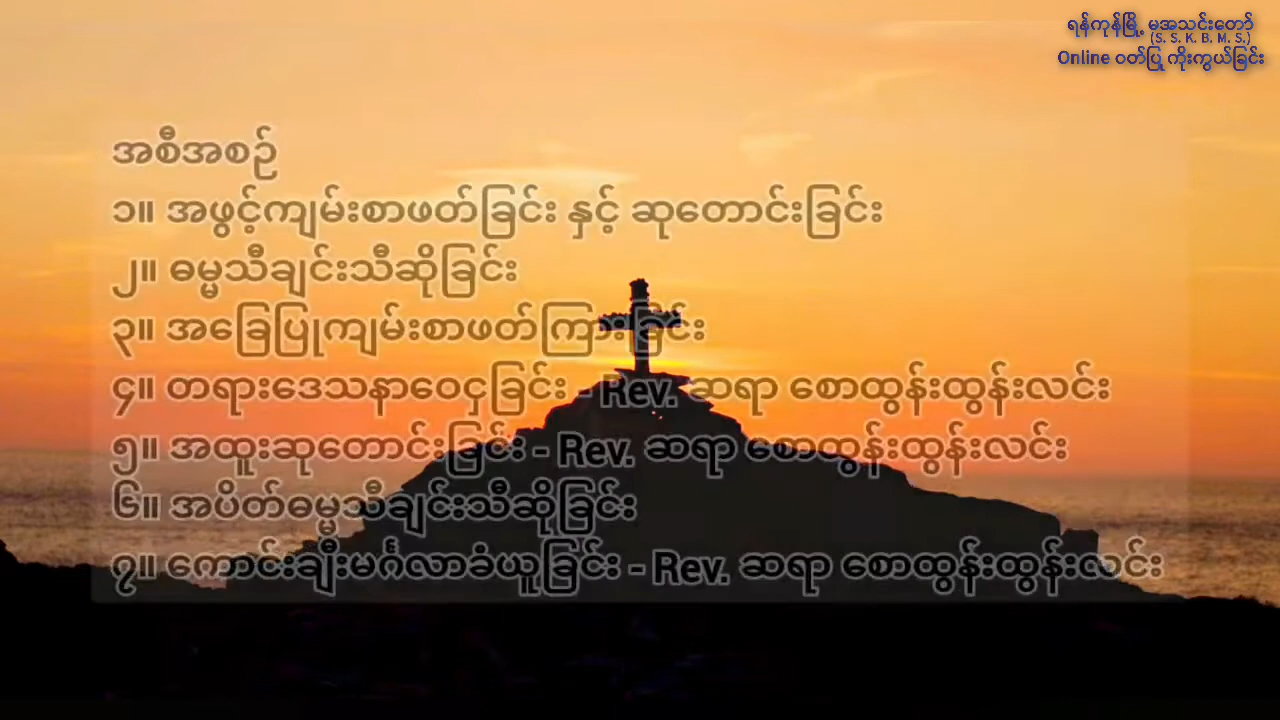 ရန်ကုန်မြို့ မအသင်းတော်
(S. S. K. B. M. S.)
Online ဝတ်ပြု ကိုးကွယ်ခြင်း
အစီအစဉ်
၁။ အဖွင့်ကျမ်းစာဖတ်ခြင်း နှင့် ဆုတောင်းခြင်း
၂။ ဓမ္မသီချင်းသီဆိုခြင်း
၃။ အခြေပြုကျမ်းစာဖတ်ကြားခြင်း
၄။ တရားဒေသနာဝေငှခြင်း - Rev. ဆရာ စောထွန်းထွန်းလင်း
၅။ အထူးဆုတောင်းခြင်း - Rev. ဆရာ စောထွန်းထွန်းလင်း
၆။ အပိတ်ဓမ္မသီချင်းသီဆိုခြင်း
၇။ ကောင်းချီးမင်္ဂလာခံယူခြင်း - Rev. ဆရာ စောထွန်းထွန်းလင်း